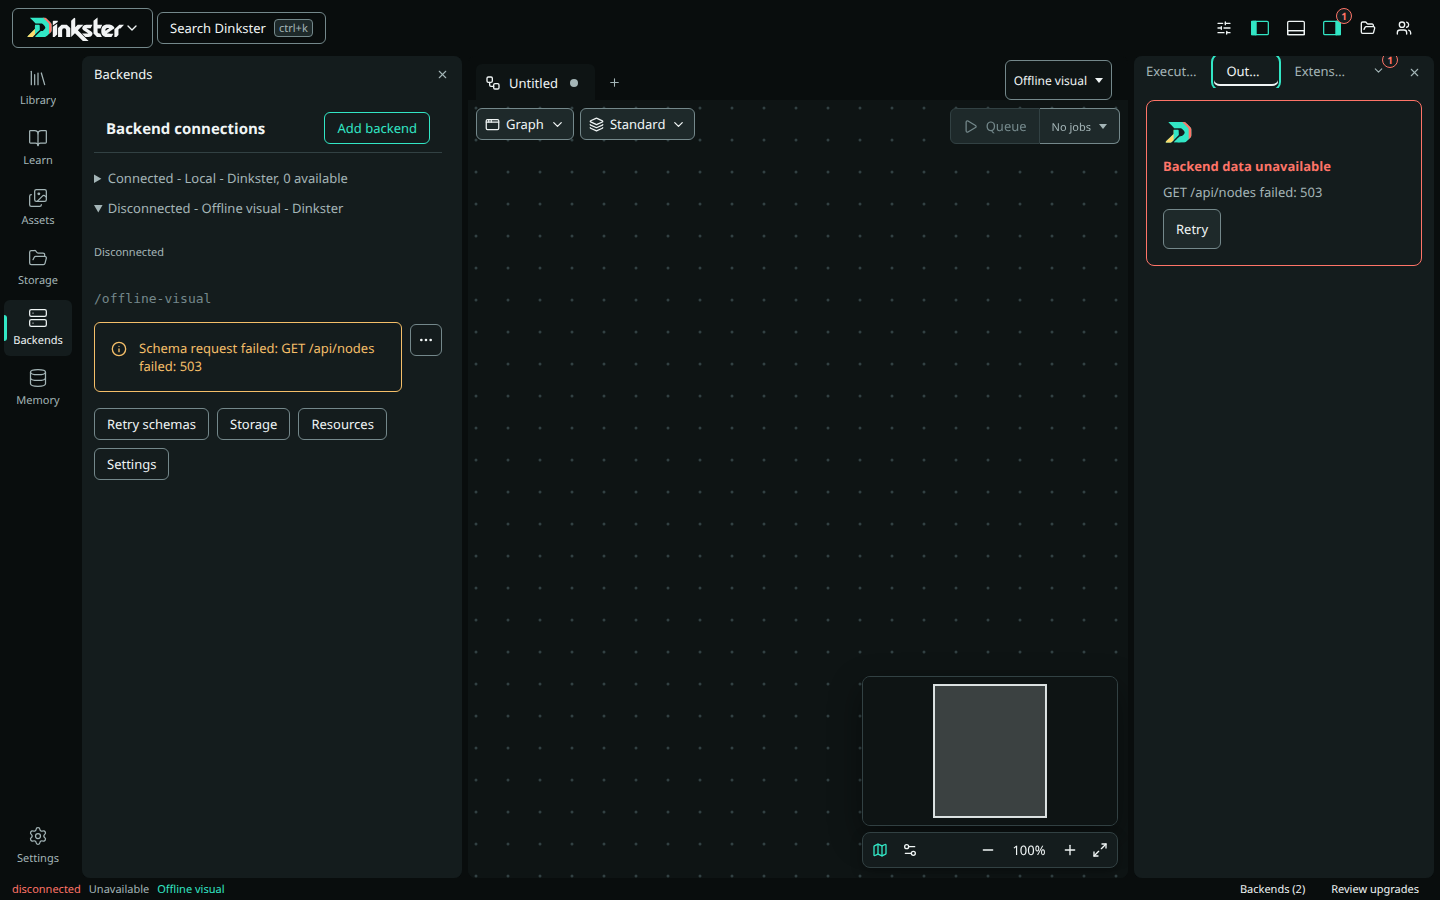 Dinkster
Search Dinkster ctrl+k
1
Library
Learn
Assets
Storage
Backends
Memory
Settings
Backends
Backend connections
Add backend
Connected - Local - Dinkster, 0 available
Disconnected - Offline visual - Dinkster
Disconnected
/offline-visual
Schema request failed: GET /api/nodes
failed: 503
Retry schemas
Storage
Resources
Settings
Untitled
Offline visual
Graph
Standard
Queue
No jobs
100%
Execut...
Out...
Extens...
1
Backend data unavailable
GET /api/nodes failed: 503
Retry
disconnected Unavailable Offline visual
Backends (2)
Review upgrades